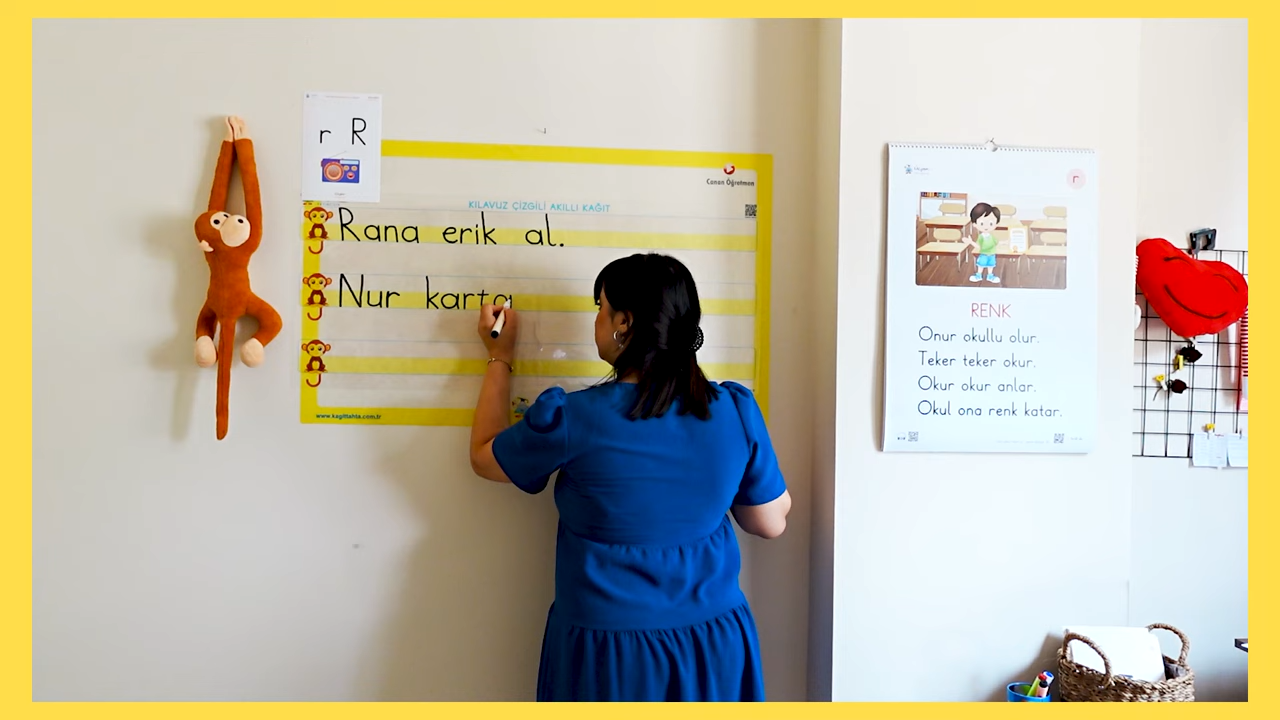 r R
Canan Öğretmen
KILAVUZ ÇİZGİLİ AKILLI KAĞIT
Rana erik al.
Nur karta
www.kagittahta.com.tr
r
RENK
Onur okullu olur.
Teker teker okur.
Okur okur anlar.
Okul ona renk katar.